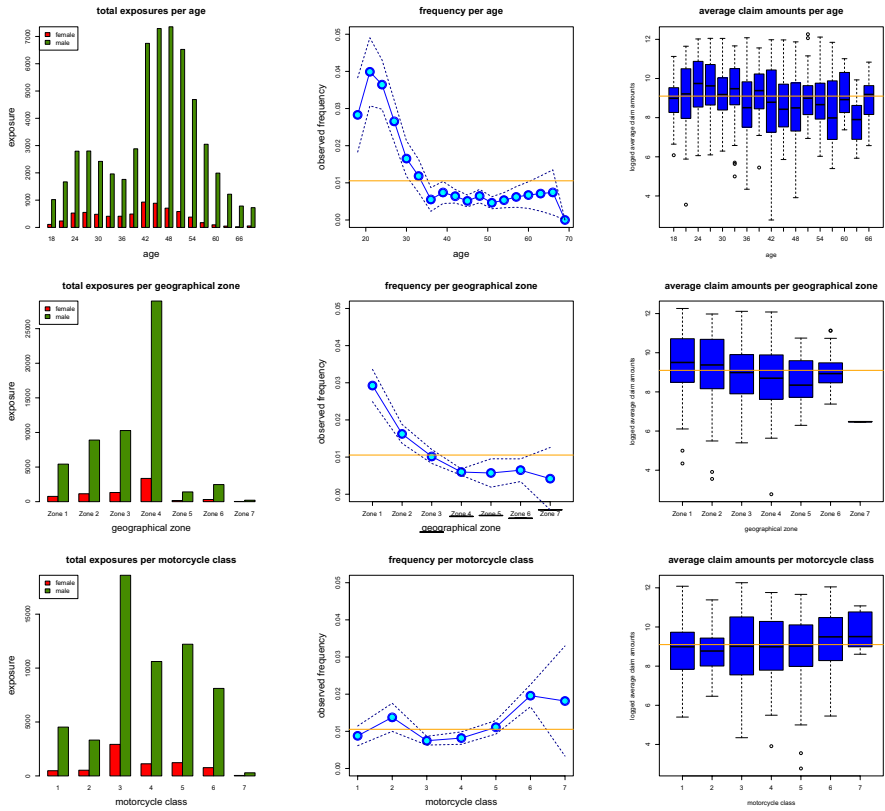 total exposures per age
frequency per age
average claim amounts per age
female
male
exposure
0
1000
3000
5000
7000
18 24 30 36 42 48 54 60 66
age
observed frequency
0.00 0.01 0.02 0.03 0.04 0.05
20 30 40 50 60 70
age
logged average claim amounts
4 6 8 10 12
18 24 30 36 42 48 54 60 66
age
total exposures per geographical zone
frequency per geographical zone
average claim amounts per geographical zone
female
male
exposure
0 5000 10000 15000 25000
Zone 1 Zone 2 Zone 3 Zone 4 Zone 5 Zone 6 Zone 7
geographical zone
observed frequency
0.00 0.01 0.02 0.03 0.04 0.05
Zone 1 Zone 2 Zone 3 Zone 4 Zone 5 Zone 6 Zone 7
geographical zone
logged average claim amounts
4 6 8 10 12
Zone 1 Zone 2 Zone 3 Zone 4 Zone 5 Zone 6 Zone 7
geographical zone
total exposures per motorcycle class
frequency per motorcycle class
average claim amounts per motorcycle class
female
male
exposure
0 5000 10000 15000
1 2 3 4 5 6 7
motorcycle class
observed frequency
0.00 0.01 0.02 0.03 0.04 0.05
1 2 3 4 5 6 7
motorcycle class
logged average claim amounts
4 6 8 10 12
1 2 3 4 5 6 7
motorcycle class